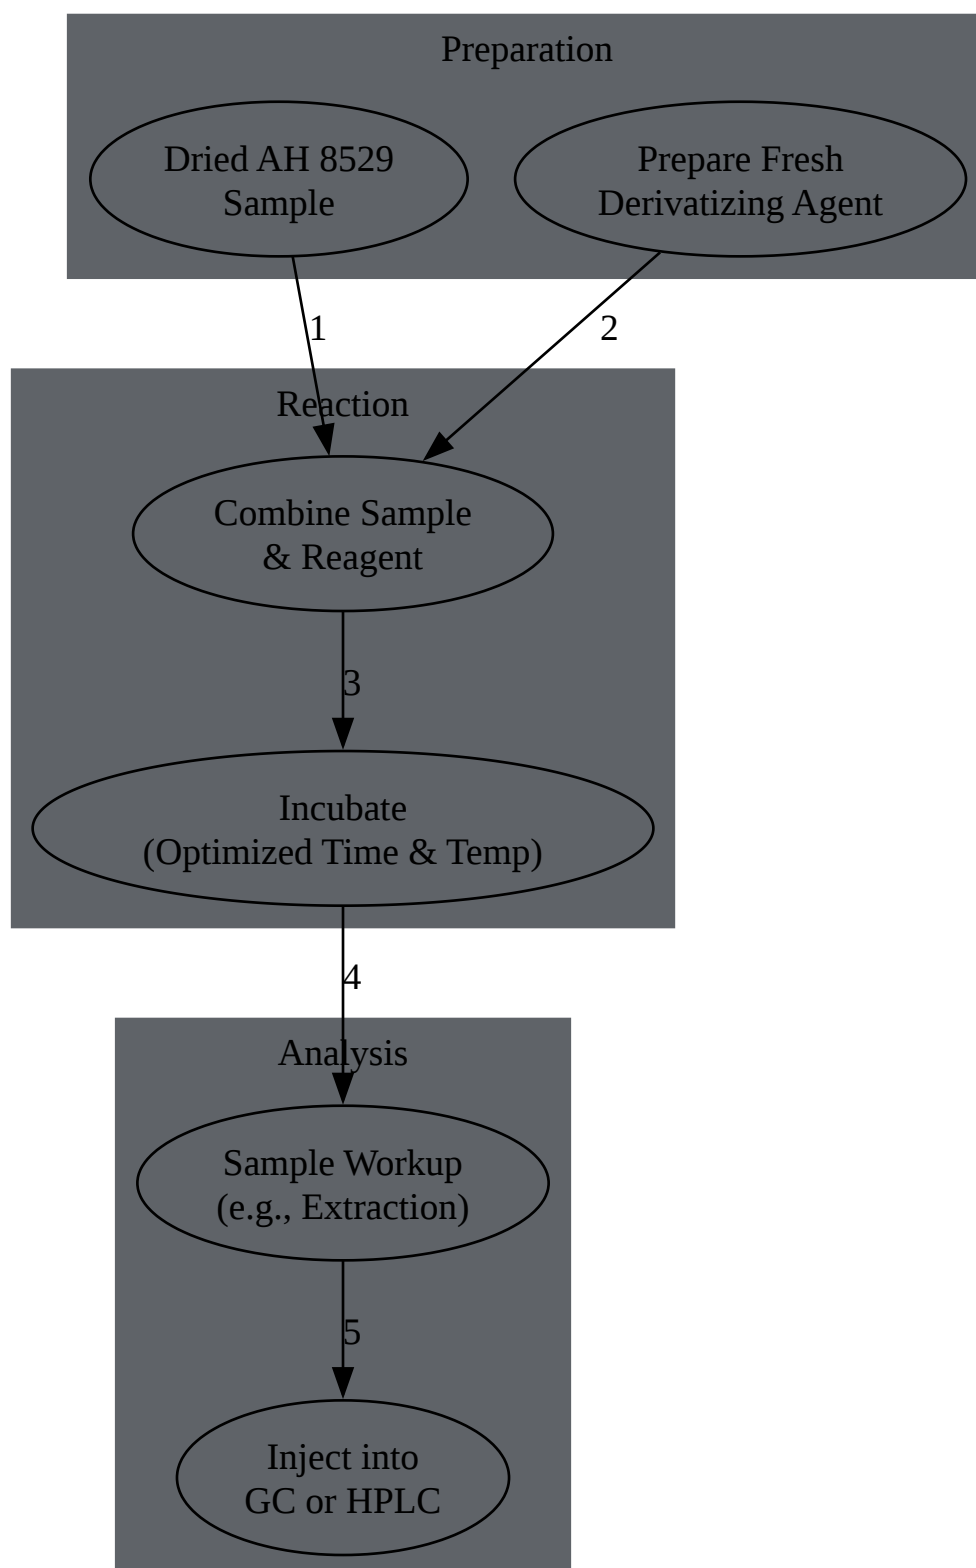 Preparation
Dried AH 8529
Sample
Prepare Fresh
Derivatizing Agent
1
2
Reaction
Combine Sample
& Reagent
3
Incubate
(Optimized Time & Temp)
4
Analysis
Sample Workup
(e.g., Extraction)
5
Inject into
GC or HPLC